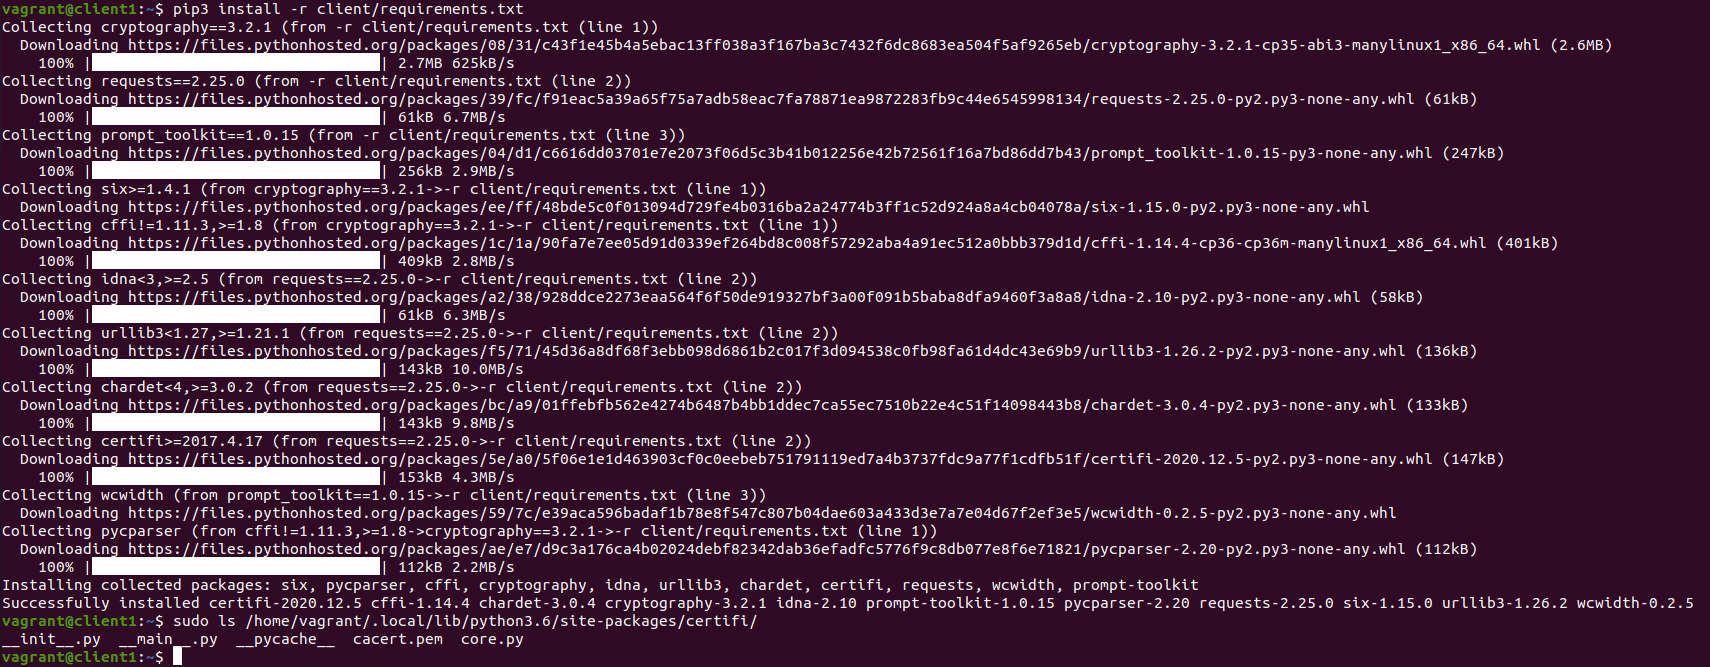 vagrant@client1:~$ pip3 install -r client/requirements.txt
Collecting cryptography==3.2.1 (from -r client/requirements.txt (line 1))
  Downloading https://files.pythonhosted.org/packages/08/31/c43f1e45b4a5ebac13ff038a3f167ba3c7432f6dc8683ea504f5af9265eb/cryptography-3.2.1-cp35-abi3-manylinux1_x86_64.whl (2.6MB)
    100% |████████████████████████████████| 2.7MB 625kB/s
Collecting requests==2.25.0 (from -r client/requirements.txt (line 2))
  Downloading https://files.pythonhosted.org/packages/39/fc/f91eac5a39a65f75a7adb58eac7fa78871ea9872283fb9c44e6545998134/requests-2.25.0-py2.py3-none-any.whl (61kB)
    100% |████████████████████████████████| 61kB 6.7MB/s
Collecting prompt_toolkit==1.0.15 (from -r client/requirements.txt (line 3))
  Downloading https://files.pythonhosted.org/packages/04/d1/c6616dd03701e7e2073f06d5c3b41b012256e42b72561f16a7bd86dd7b43/prompt_toolkit-1.0.15-py3-none-any.whl (247kB)
    100% |████████████████████████████████| 256kB 2.9MB/s
Collecting six>=1.4.1 (from cryptography==3.2.1->-r client/requirements.txt (line 1))
  Downloading https://files.pythonhosted.org/packages/ee/ff/48bde5c0f013094d729fe4b0316ba2a24774b3ff1c52d924a8a4cb04078a/six-1.15.0-py2.py3-none-any.whl
Collecting cffi!=1.11.3,>=1.8 (from cryptography==3.2.1->-r client/requirements.txt (line 1))
  Downloading https://files.pythonhosted.org/packages/1c/1a/90fa7e7ee05d91d0339ef264bd8c008f57292aba4a91ec512a0bbb379d1d/cffi-1.14.4-cp36-cp36m-manylinux1_x86_64.whl (401kB)
    100% |████████████████████████████████| 409kB 2.8MB/s
Collecting idna<3,>=2.5 (from requests==2.25.0->-r client/requirements.txt (line 2))
  Downloading https://files.pythonhosted.org/packages/a2/38/928ddce2273eaa564f6f50de919327bf3a00f091b5baba8dfa9460f3a8a8/idna-2.10-py2.py3-none-any.whl (58kB)
    100% |████████████████████████████████| 61kB 6.3MB/s
Collecting urllib3<1.27,>=1.21.1 (from requests==2.25.0->-r client/requirements.txt (line 2))
  Downloading https://files.pythonhosted.org/packages/f5/71/45d36a8df68f3ebb098d6861b2c017f3d094538c0fb98fa61d4dc43e69b9/urllib3-1.26.2-py2.py3-none-any.whl (136kB)
    100% |████████████████████████████████| 143kB 10.0MB/s
Collecting chardet<4,>=3.0.2 (from requests==2.25.0->-r client/requirements.txt (line 2))
  Downloading https://files.pythonhosted.org/packages/bc/a9/01ffebfb562e4274b6487b4bb1ddec7ca55ec7510b22e4c51f14098443b8/chardet-3.0.4-py2.py3-none-any.whl (133kB)
    100% |████████████████████████████████| 143kB 9.8MB/s
Collecting certifi>=2017.4.17 (from requests==2.25.0->-r client/requirements.txt (line 2))
  Downloading https://files.pythonhosted.org/packages/5e/a0/5f06e1e1d463903cf0c0eebeb751791119ed7a4b3737fdc9a77f1cdfb51f/certifi-2020.12.5-py2.py3-none-any.whl (147kB)
    100% |████████████████████████████████| 153kB 4.3MB/s
Collecting wcwidth (from prompt_toolkit==1.0.15->-r client/requirements.txt (line 3))
  Downloading https://files.pythonhosted.org/packages/59/7c/e39aca596badaf1b78e8f547c807b04dae603a433d3e7a7e04d67f2ef3e5/wcwidth-0.2.5-py2.py3-none-any.whl
Collecting pycparser (from cffi!=1.11.3,>=1.8->cryptography==3.2.1->-r client/requirements.txt (line 1))
  Downloading https://files.pythonhosted.org/packages/ae/e7/d9c3a176ca4b02024debf82342dab36efadfc5776f9c8db077e8f6e71821/pycparser-2.20-py2.py3-none-any.whl (112kB)
    100% |████████████████████████████████| 112kB 2.2MB/s
Installing collected packages: six, pycparser, cffi, cryptography, idna, urllib3, chardet, certifi, requests, wcwidth, prompt-toolkit
Successfully installed certifi-2020.12.5 cffi-1.14.4 chardet-3.0.4 cryptography-3.2.1 idna-2.10 prompt-toolkit-1.0.15 pycparser-2.20 requests-2.25.0 six-1.15.0 urllib3-1.26.2 wcwidth-0.2.5
vagrant@client1:~$ sudo ls /home/vagrant/.local/lib/python3.6/site-packages/certifi/
__init__.py  __main__.py  __pycache__  cacert.pem  core.py
vagrant@client1:~$